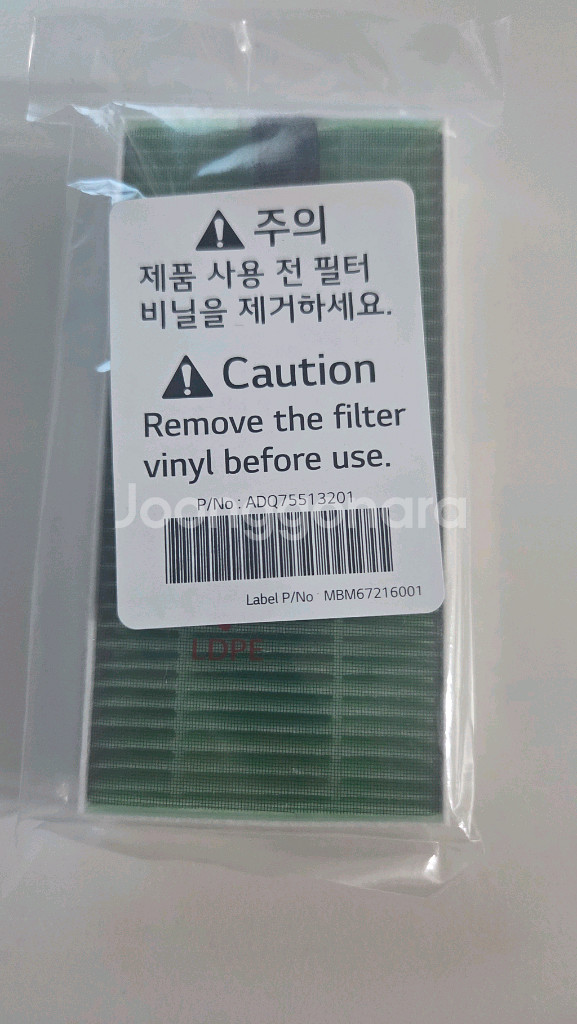 주의
제품 사용 전 필터
비닐을 제거하세요.
Caution
Remove the filter
vinyl before use.
P/No : ADQ75513201
Joonggonara
Label P/No : MBM67216001
LDPE